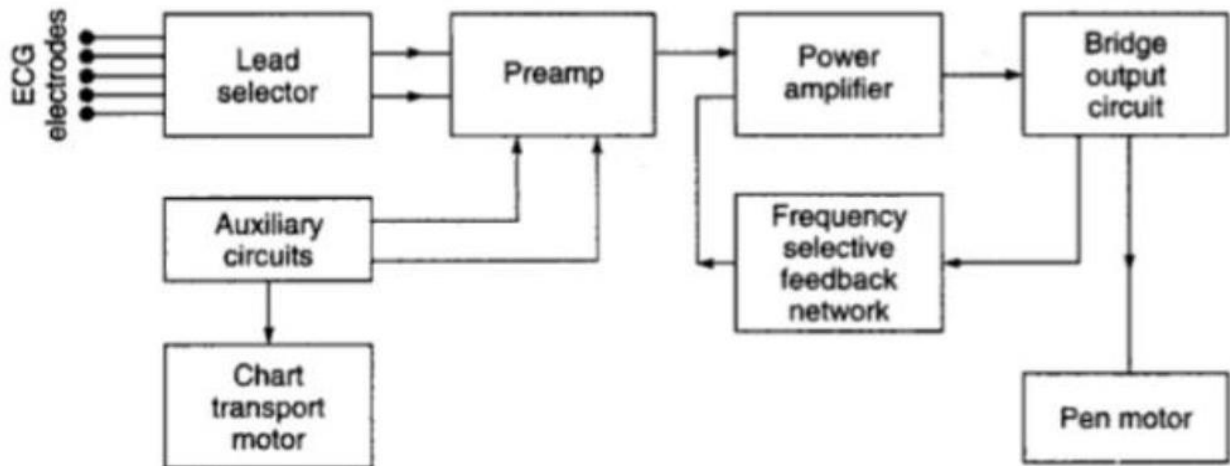 ECG
electrodes
Lead
selector
Preamp
Power
amplifier
Bridge
output
circuit
Auxiliary
circuits
Frequency
selective
feedback
network
Chart
transport
motor
Pen motor